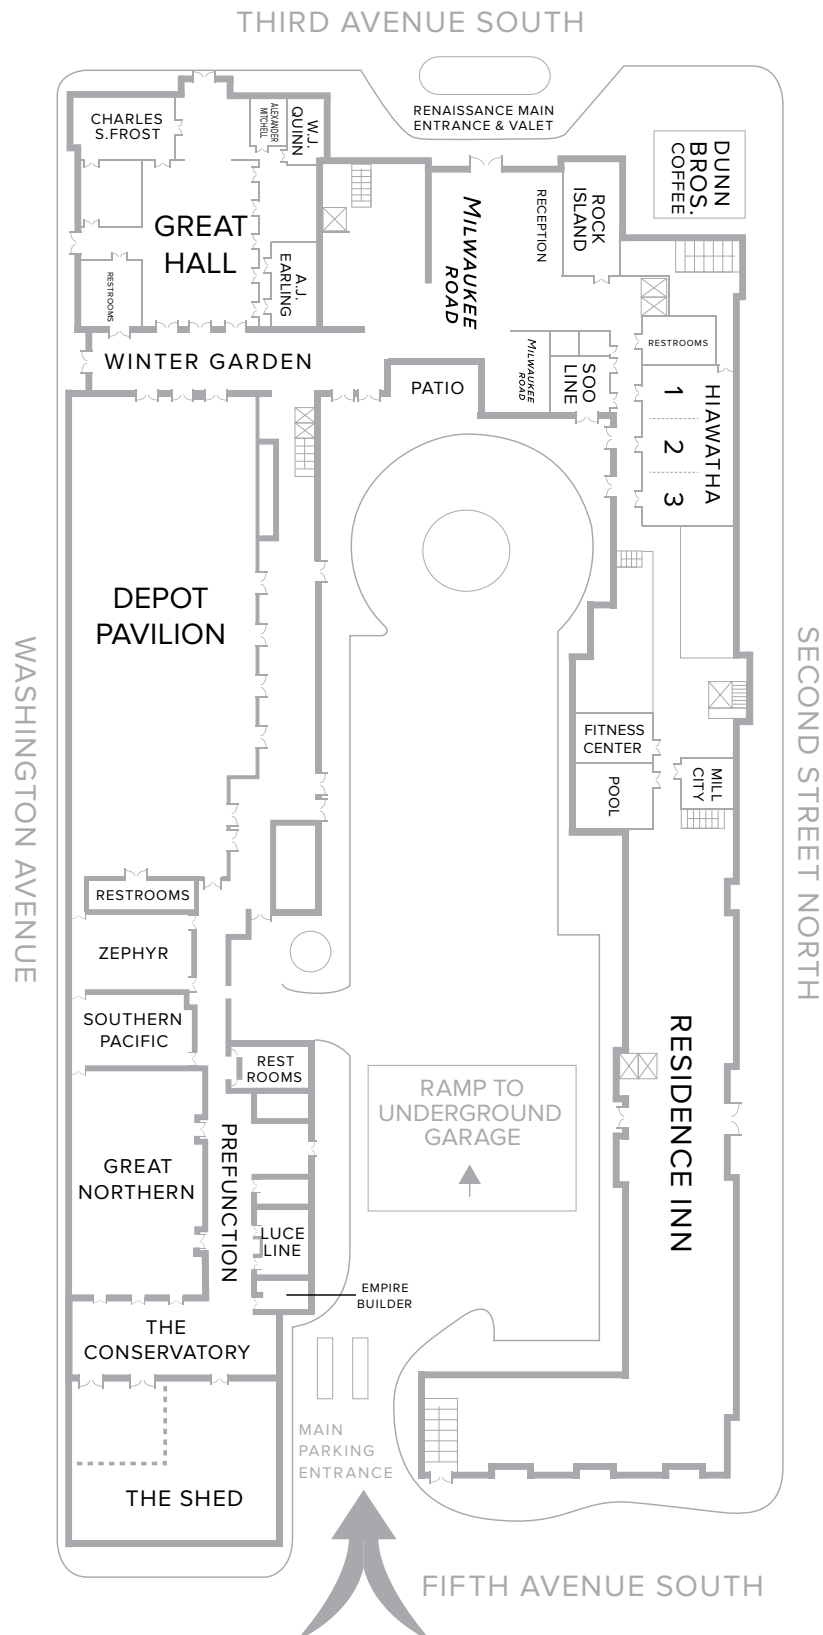 THIRD AVENUE SOUTH
RENAISSANCE MAIN
ENTRANCE & VALET
CHARLES
S.FROST
ALEXANDER
MITCHELL
W.J.
QUINN
DUNN
BROS.
COFFEE
GREAT
HALL
MILWAUKEE
ROAD
RECEPTION
ROCK
ISLAND
RESTROOMS
A.J.
EARLING
WINTER GARDEN
PATIO
MILWAUKEE
ROAD
SOO
LINE
RESTROOMS
HIAWATHA
1
2
3
DEPOT
PAVILION
WASHINGTON AVENUE
SECOND STREET NORTH
FITNESS
CENTER
POOL
MILL
CITY
RESTROOMS
ZEPHYR
SOUTHERN
PACIFIC
REST
ROOMS
RAMP TO
UNDERGROUND
GARAGE
RESIDENCE INN
GREAT
NORTHERN
PREFUNCTION
LUCE
LINE
EMPIRE
BUILDER
THE
CONSERVATORY
MAIN
PARKING
ENTRANCE
THE SHED
FIFTH AVENUE SOUTH